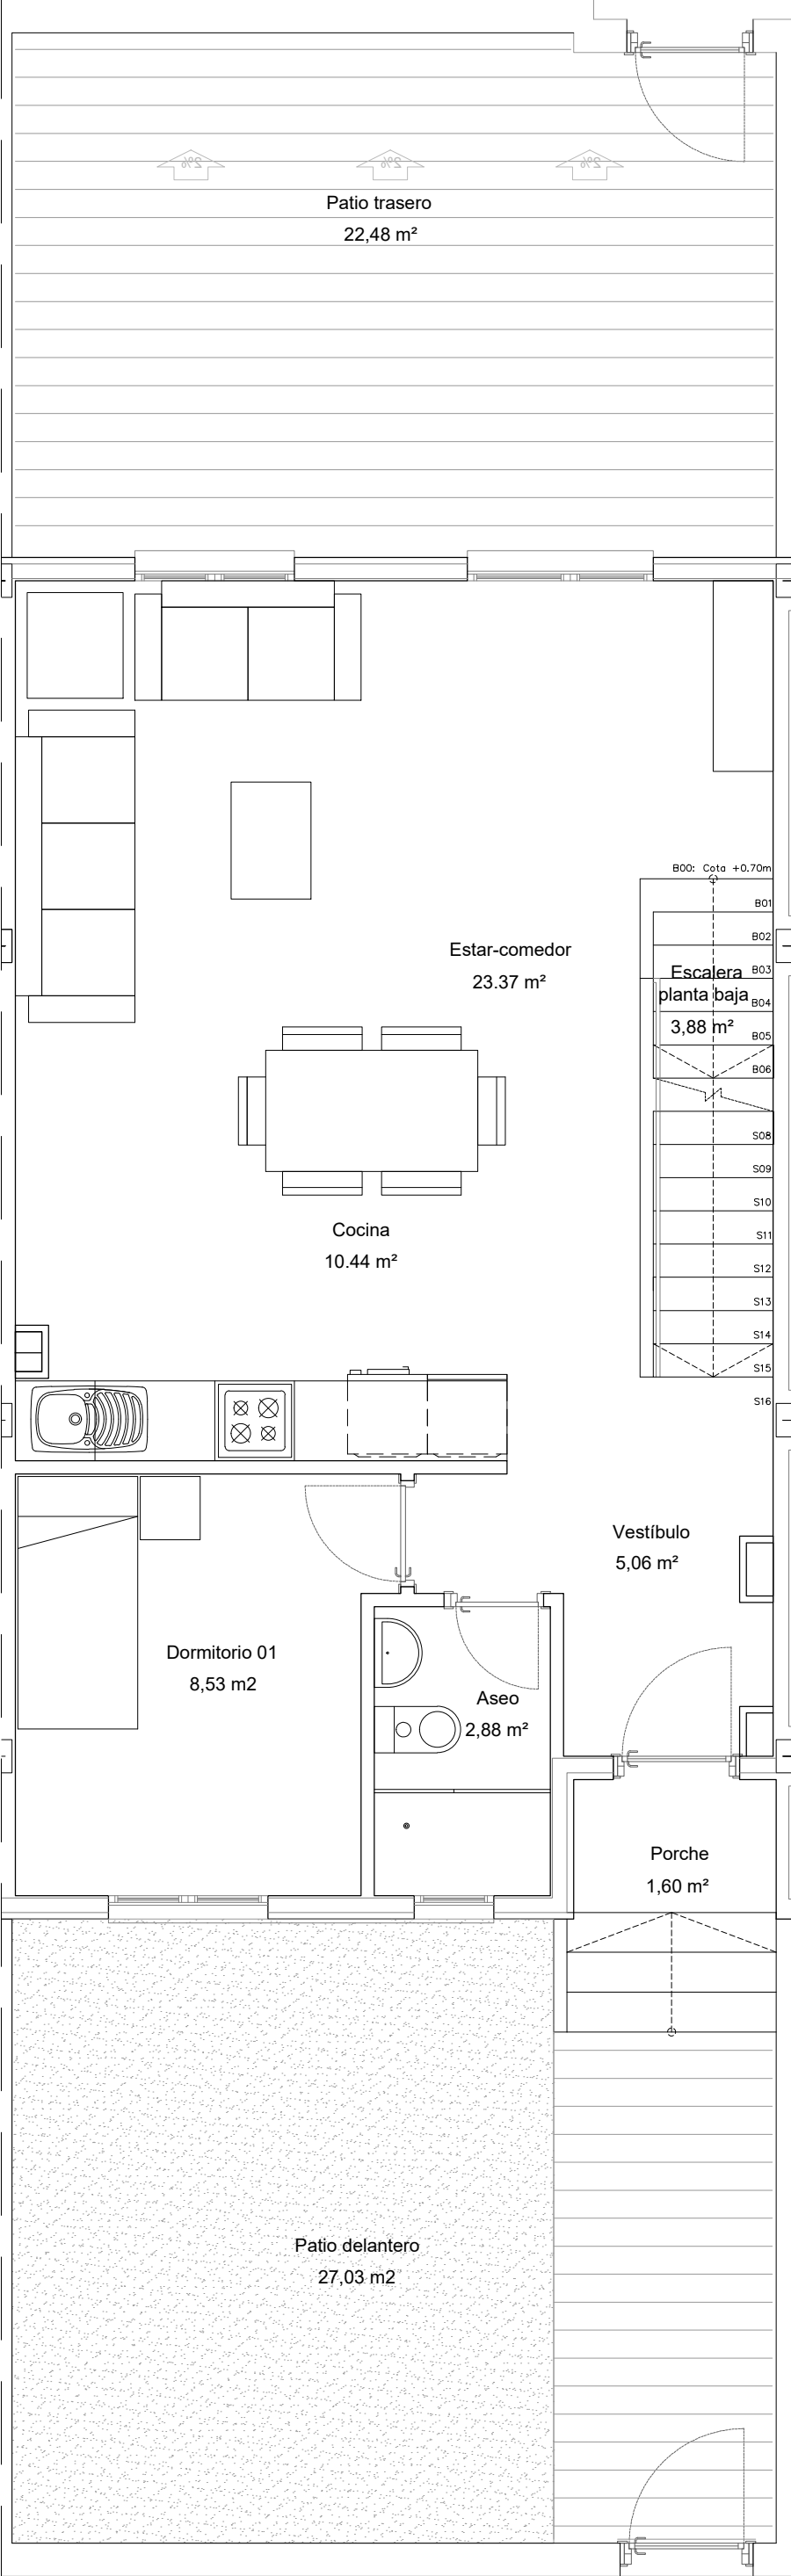 2%
2%
2%
Patio trasero
22,48 m²
B00: Cota +0.70m
B01
B02
B03
B04
B05
B06
Escalera
planta baja
3,88 m²
Estar-comedor
23.37 m²
S08
S09
S10
S11
S12
S13
S14
S15
S16
Cocina
10.44 m²
Vestíbulo
5,06 m²
Dormitorio 01
8,53 m2
Aseo
2,88 m²
Porche
1,60 m²
Patio delantero
27,03 m2